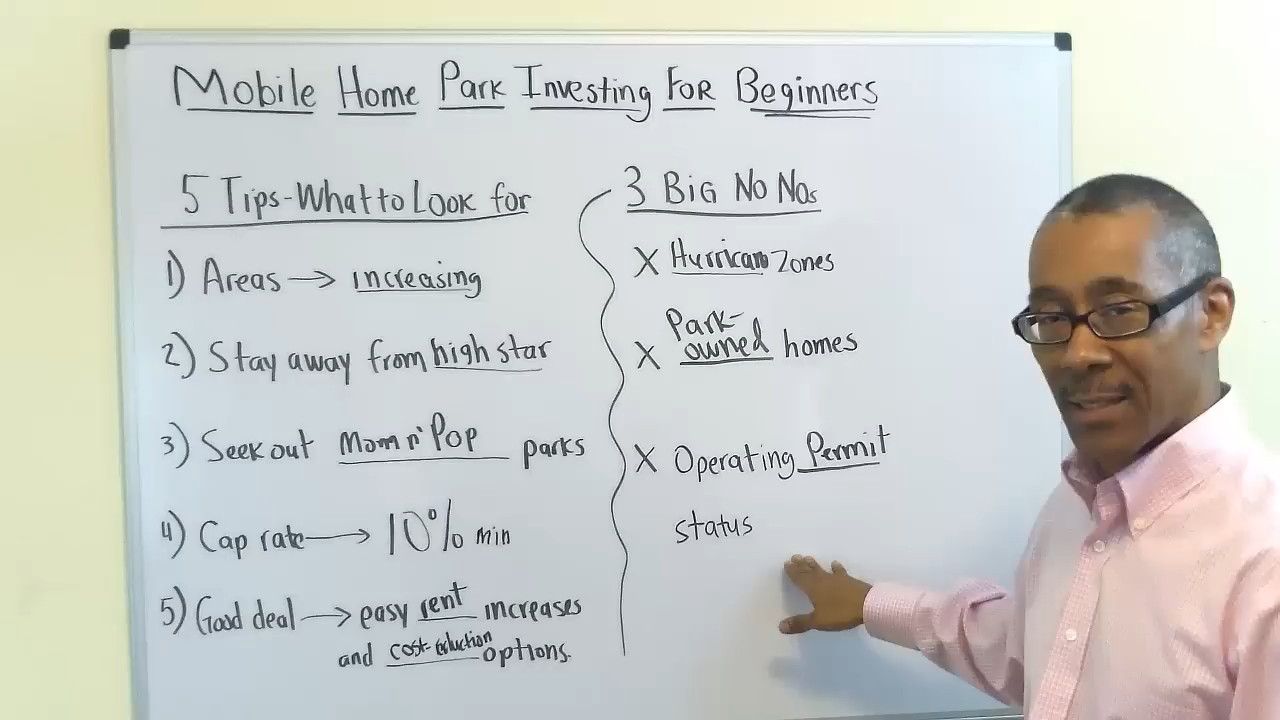 Mobile Home Park Investing For Beginners
5 Tips - What to Look for
1) Areas → increasing
2) Stay away from high star
3) Seek out Mom n' Pop parks
4) Cap rate → 10% min
5) Good deal → easy rent increases
and cost-reduction options.
3 Big No Nos
X Hurrican Zones
X Park-
owned homes
X Operating Permit
status